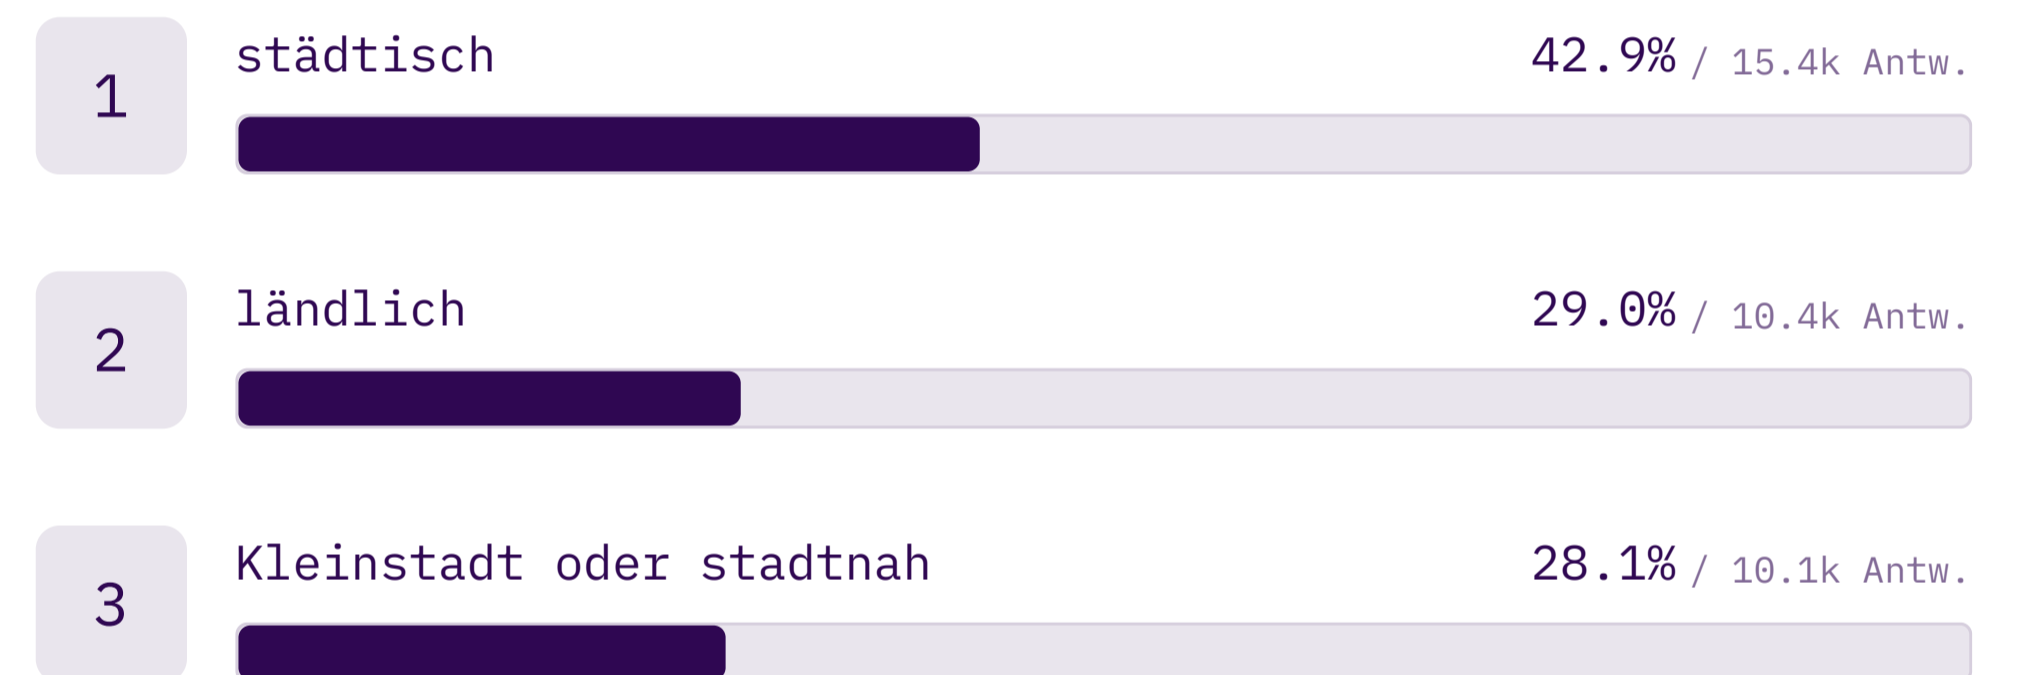 1
städtisch 42.9% / 15.4k Antw.
2
ländlich 29.0% / 10.4k Antw.
3
Kleinstadt oder stadtnah 28.1% / 10.1k Antw.